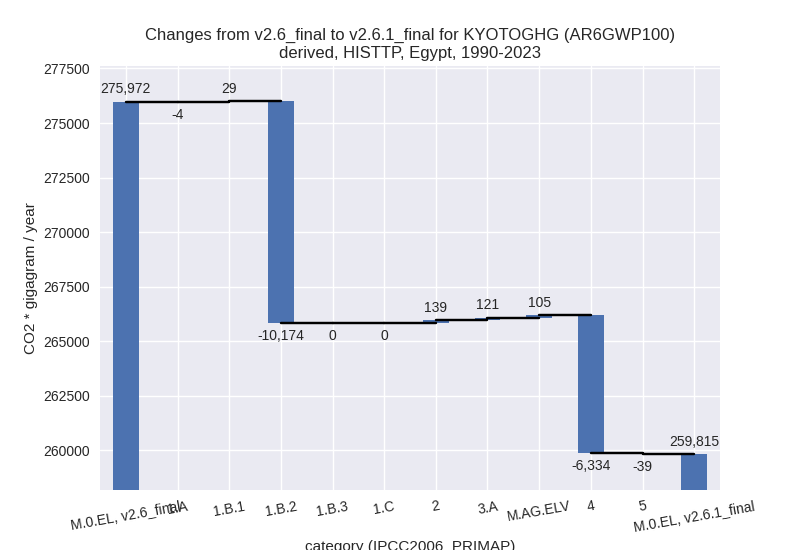 Changes from v2.6_final to v2.6.1_final for KYOTOGHG (AR6GWP100)
derived, HISTTP, Egypt, 1990-2023
CO2 * gigagram / year
277500
275000
272500
270000
267500
265000
262500
260000
275,972
-4
29
-10,174
0
0
139
121
105
-6,334
-39
259,815
M.0.EL, v2.6_final
1.A
1.B.1
1.B.2
1.B.3
1.C
2
3.A
M.AG.ELV
4
5
M.0.EL, v2.6.1_final
category (IPCC2006_PRIMAP)